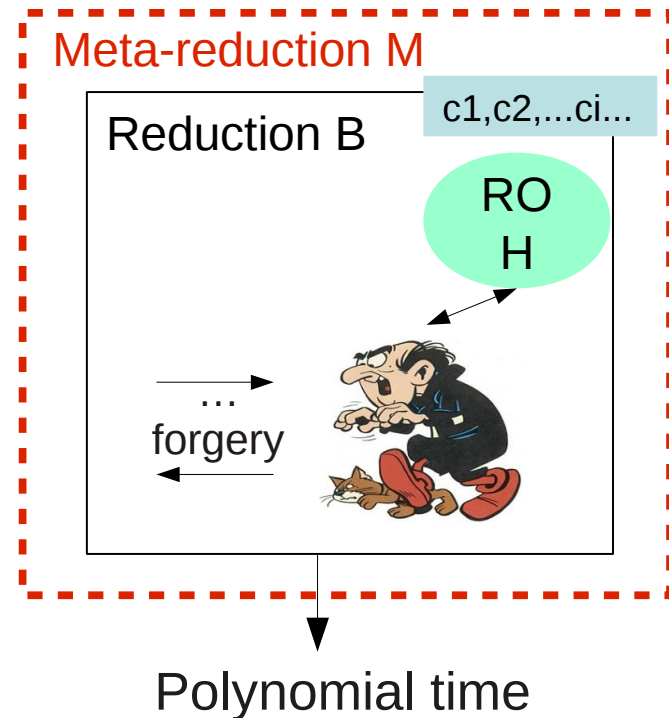 Meta-reduction M
c1,c2,...ci...
Reduction B
RO
H
...
forgery
Polynomial time